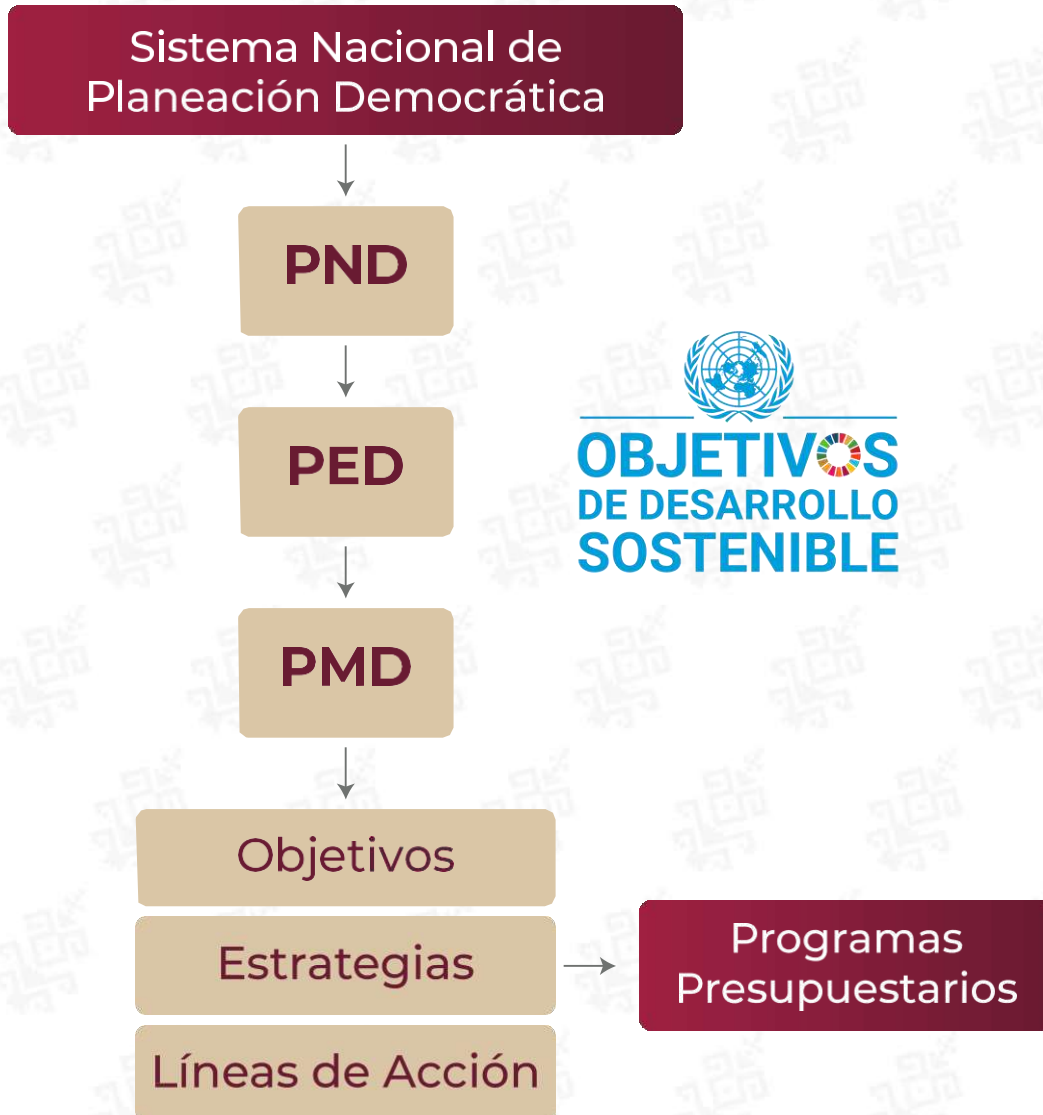 Sistema Nacional de
Planeación Democrática
PND
PED
OBJETIVOS
DE DESARROLLO
SOSTENIBLE
PMD
Objetivos
Estrategias
Programas
Presupuestarios
Líneas de Acción